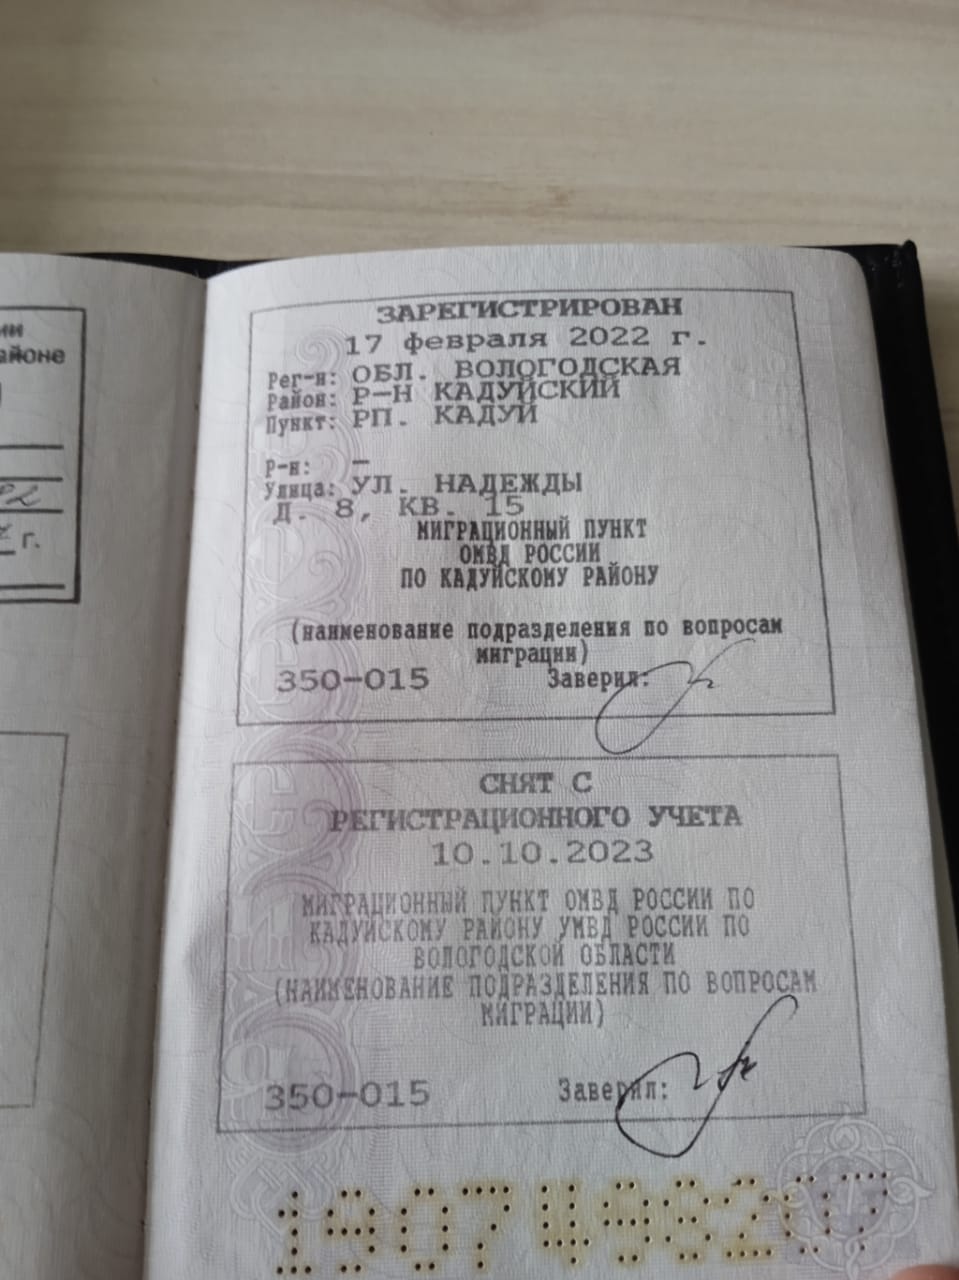 ии
айоне
г.
ЗАРЕГИСТРИРОВАН
17 февраля 2022 г.
Рег-н: ОБЛ. ВОЛОГОДСКАЯ
Район: Р-Н КАДУЙСКИЙ
Пункт: РП. КАДУЙ
Р-н: -
Улица: УЛ. НАДЕЖДЫ
Д. 8, КВ. 15
МИГРАЦИОННЫЙ ПУНКТ
ОМВД РОССИИ
ПО КАДУЙСКОМУ РАЙОНУ
(наименование подразделения по вопросам
миграции)
350-015 Заверил:
СНЯТ С
РЕГИСТРАЦИОННОГО УЧЕТА
10.10.2023
МИГРАЦИОННЫЙ ПУНКТ ОМВД РОССИИ ПО
КАДУЙСКОМУ РАЙОНУ УМВД РОССИИ ПО
ВОЛОГОДСКОЙ ОБЛАСТИ
(НАИМЕНОВАНИЕ ПОДРАЗДЕЛЕНИЯ ПО ВОПРОСАМ
МИГРАЦИИ)
350-015 Заверил: